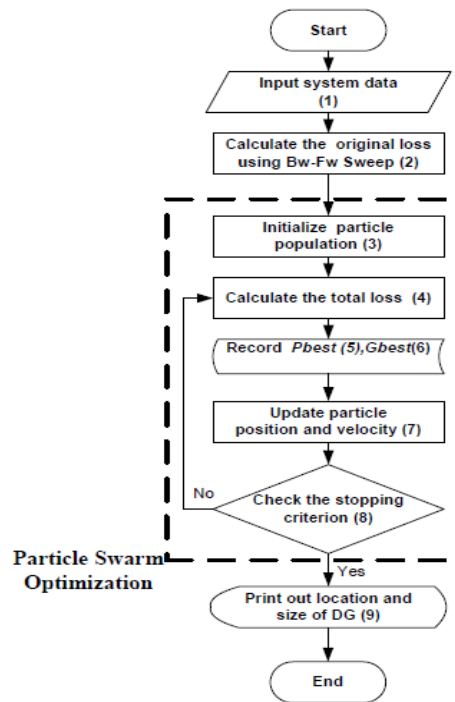 Start
Input system data
(1)
Calculate the original loss
using Bw-Fw Sweep (2)
Initialize particle
population (3)
Calculate the total loss (4)
Record Pbest (5),Gbest(6)
Update particle
position and velocity (7)
No
Check the stopping
criterion (8)
Particle Swarm
Optimization
Yes
Print out location and
size of DG (9)
End